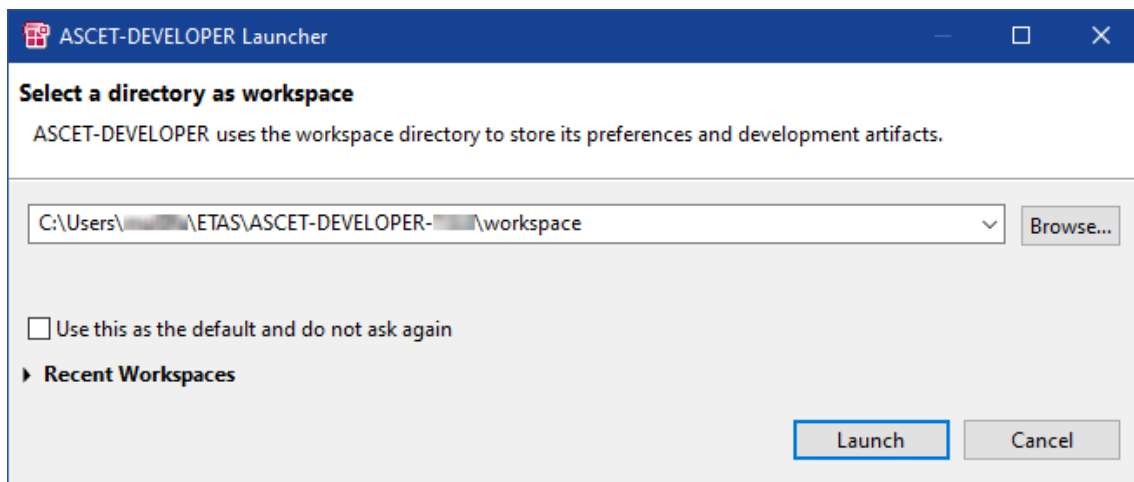 ASCET-DEVELOPER Launcher
Select a directory as workspace
ASCET-DEVELOPER uses the workspace directory to store its preferences and development artifacts.
C:\Users\ \ETAS\ASCET-DEVELOPER- \workspace
Browse...
Use this as the default and do not ask again
Recent Workspaces
Launch
Cancel